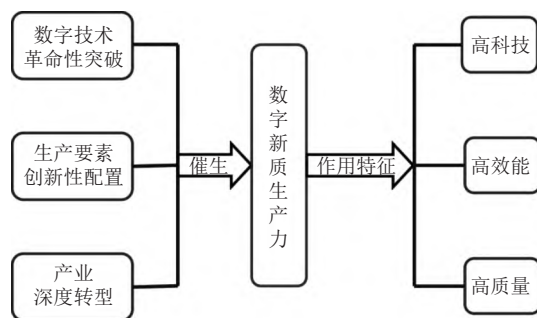 数字技术
革命性突破
生产要素
创新性配置
产业
深度转型
催生
数字新质生产力
作用特征
高科技
高效能
高质量